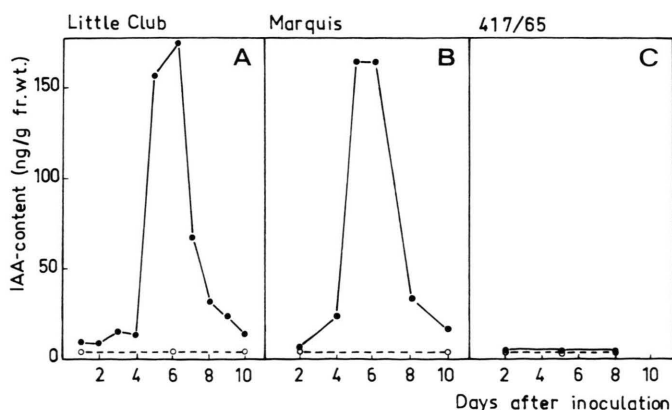 Little Club Marquis 417/65
A B C
IAA-content (ng/g fr.wt.)
150
100
50
0
2 4 6 8 10 2 4 6 8 10 0 2 4 6 8 10
Days after inoculation